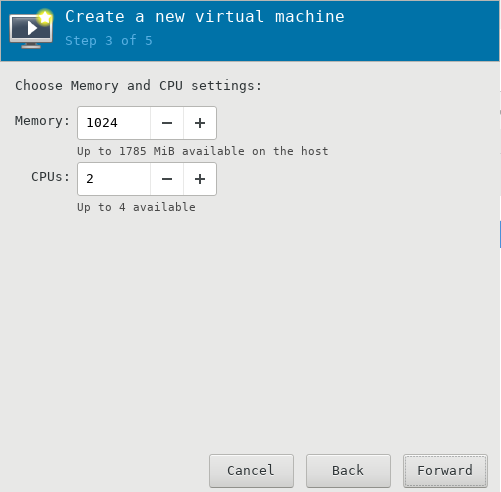 Create a new virtual machine
Step 3 of 5
Choose Memory and CPU settings:
Memory: 1024 − +
Up to 1785 MiB available on the host
CPUs: 2 − +
Up to 4 available
Cancel Back Forward